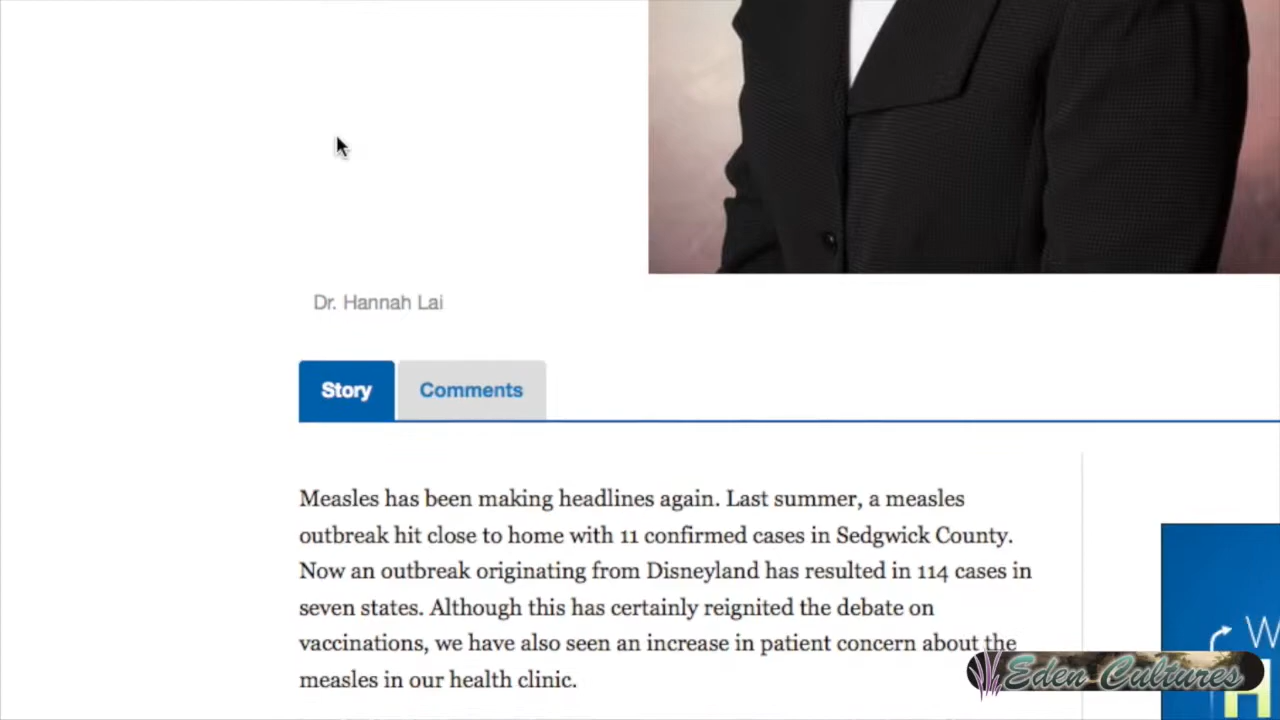 Dr. Hannah Lai
Story
Comments
Measles has been making headlines again. Last summer, a measles
outbreak hit close to home with 11 confirmed cases in Sedgwick County.
Now an outbreak originating from Disneyland has resulted in 114 cases in
seven states. Although this has certainly reignited the debate on
vaccinations, we have also seen an increase in patient concern about the
measles in our health clinic.
W
H
Eden Cultures